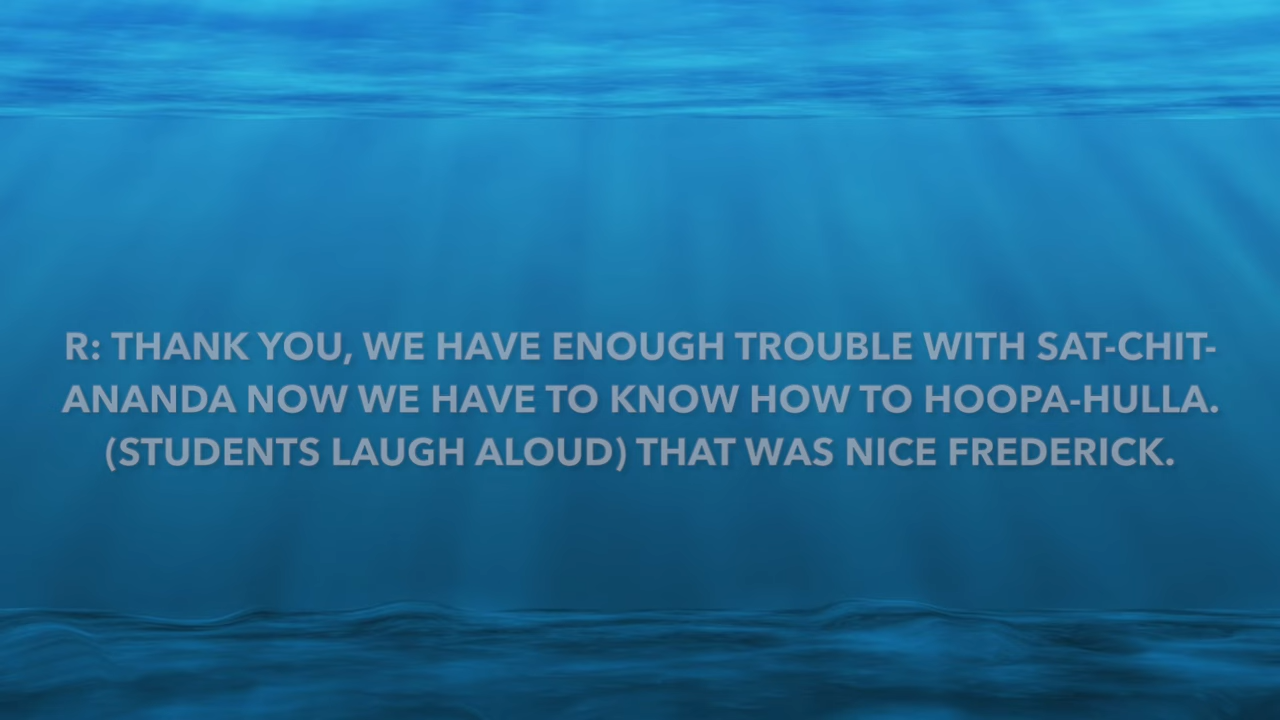 R: THANK YOU, WE HAVE ENOUGH TROUBLE WITH SAT-CHIT-
ANANDA NOW WE HAVE TO KNOW HOW TO HOOPA-HULLA.
(STUDENTS LAUGH ALOUD) THAT WAS NICE FREDERICK.